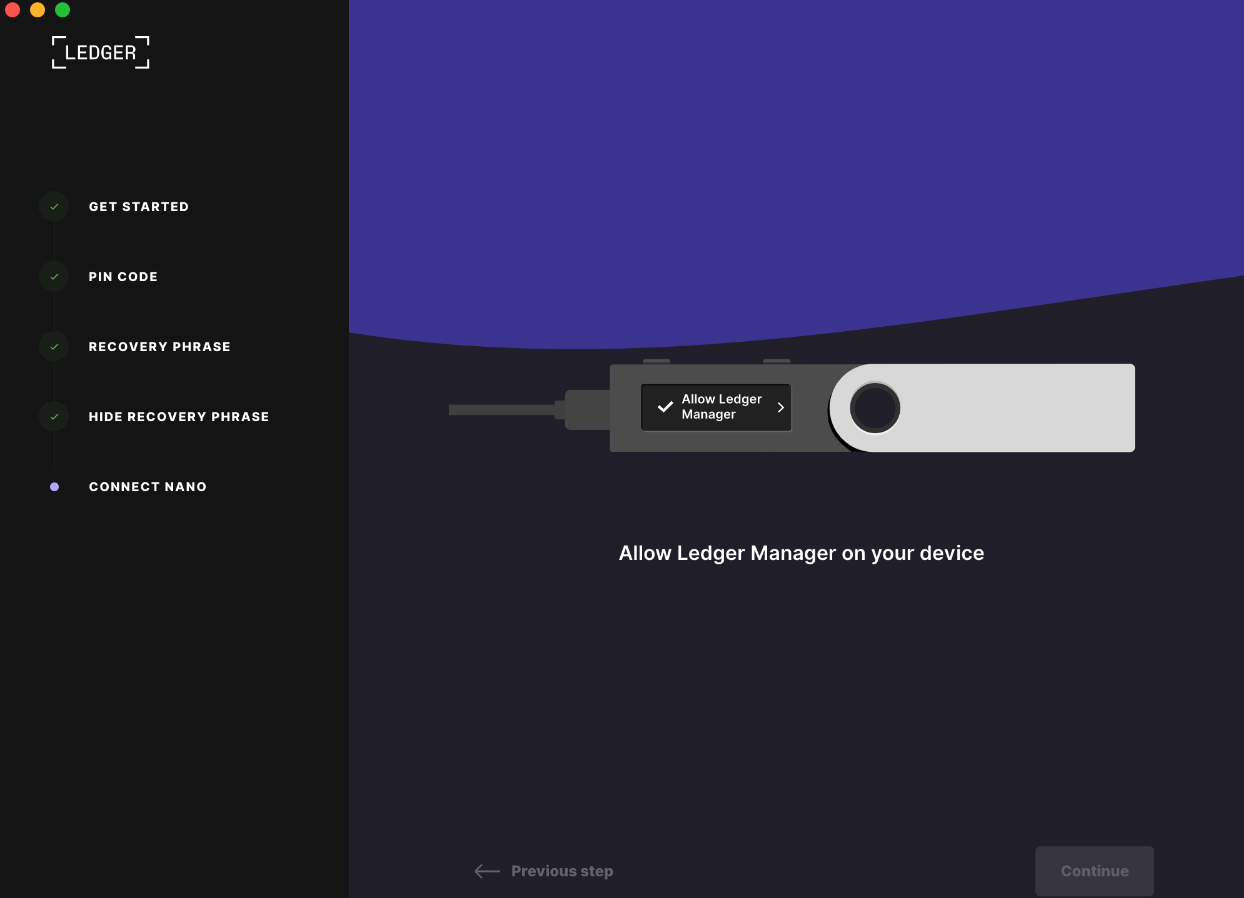 LEDGER
GET STARTED
PIN CODE
RECOVERY PHRASE
HIDE RECOVERY PHRASE
CONNECT NANO
Allow Ledger
Manager
Allow Ledger Manager on your device
Previous step
Continue